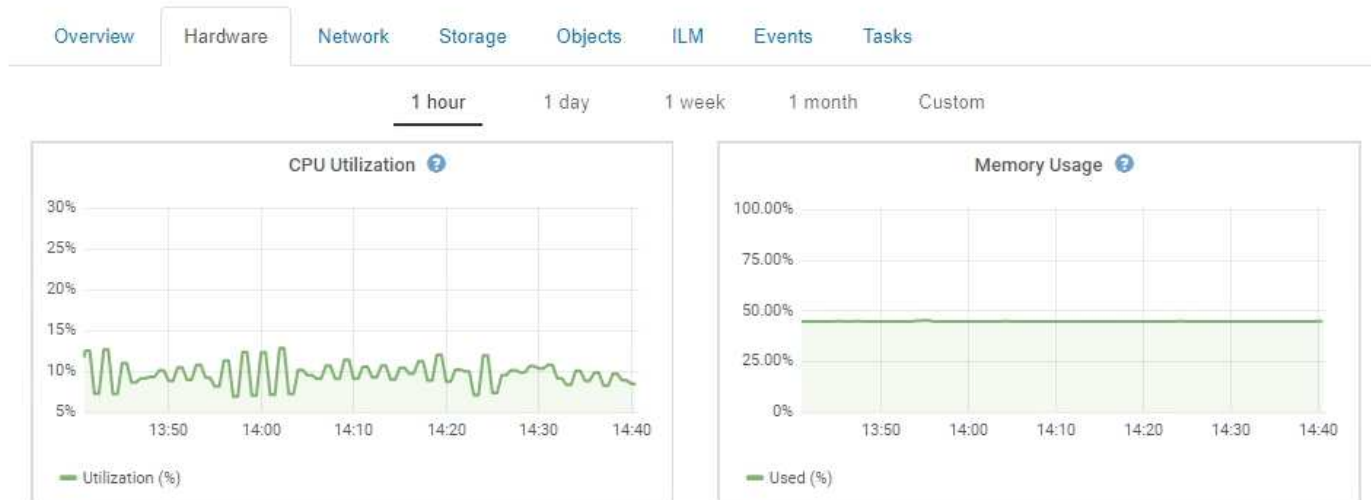 Overview Hardware Network Storage Objects ILM Events Tasks
1 hour 1 day 1 week 1 month Custom
CPU Utilization ?
30%
25%
20%
15%
10%
5%
13:50 14:00 14:10 14:20 14:30 14:40
Utilization (%)
Memory Usage ?
100.00%
75.00%
50.00%
25.00%
0%
13:50 14:00 14:10 14:20 14:30 14:40
Used (%)